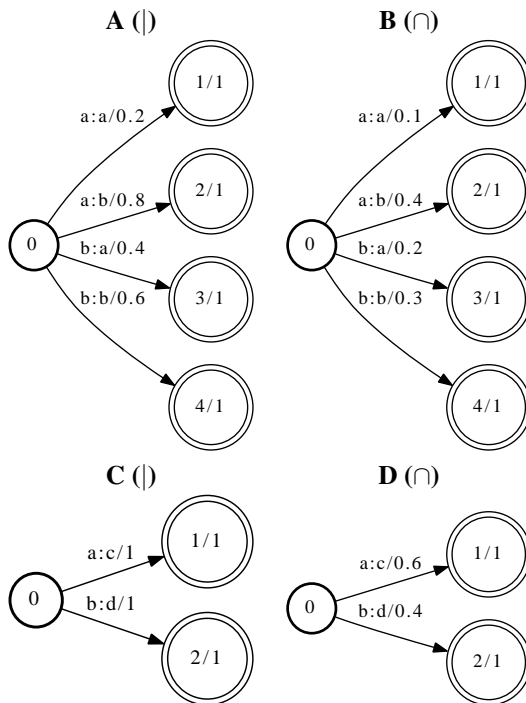 A (|)
B (∩)
0
a:a/0.2
a:b/0.8
b:a/0.4
b:b/0.6
1/1
2/1
3/1
4/1
0
a:a/0.1
a:b/0.4
b:a/0.2
b:b/0.3
1/1
2/1
3/1
4/1
C (|)
D (∩)
0
a:c/1
b:d/1
1/1
2/1
0
a:c/0.6
b:d/0.4
1/1
2/1